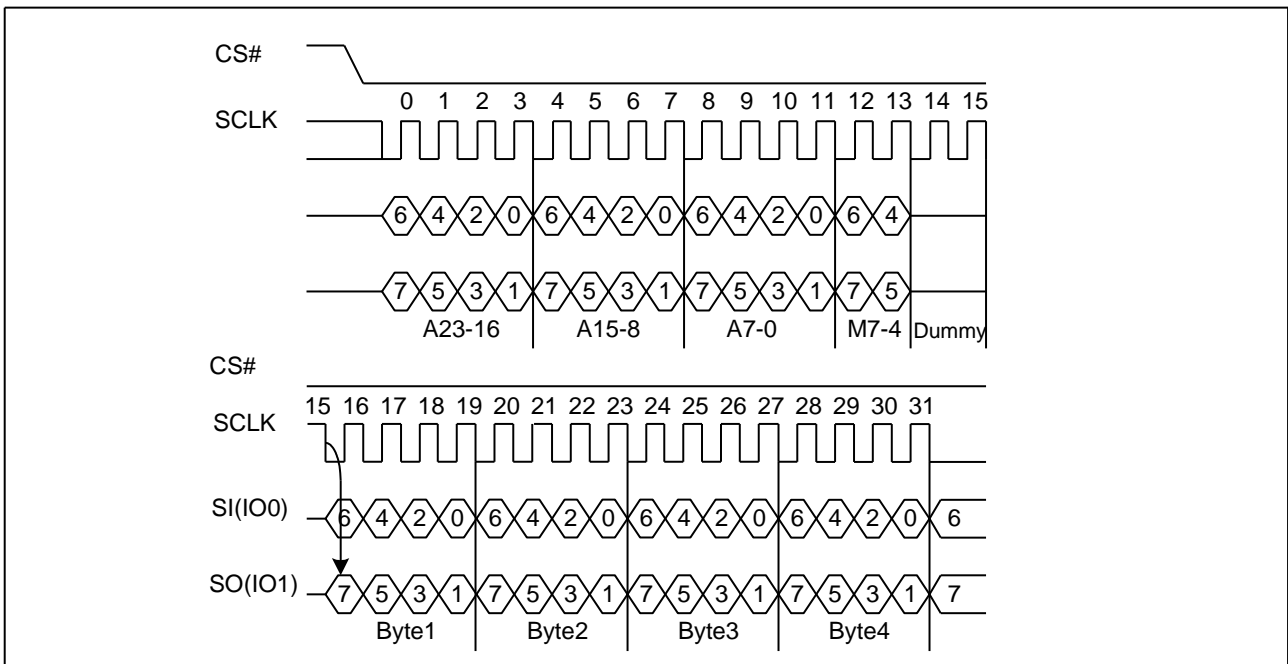 CS#
0 1 2 3 4 5 6 7 8 9 10 11 12 13 14 15
SCLK
6 4 2 0 6 4 2 0 6 4 2 0 6 4
7 5 3 1 7 5 3 1 7 5 3 1 7 5
A23-16 A15-8 A7-0 M7-4 Dummy
CS#
15 16 17 18 19 20 21 22 23 24 25 26 27 28 29 30 31
SCLK
SI(IO0) 6 4 2 0 6 4 2 0 6 4 2 0 6 4 2 0 6
SO(IO1) 7 5 3 1 7 5 3 1 7 5 3 1 7 5 3 1 7
Byte1 Byte2 Byte3 Byte4